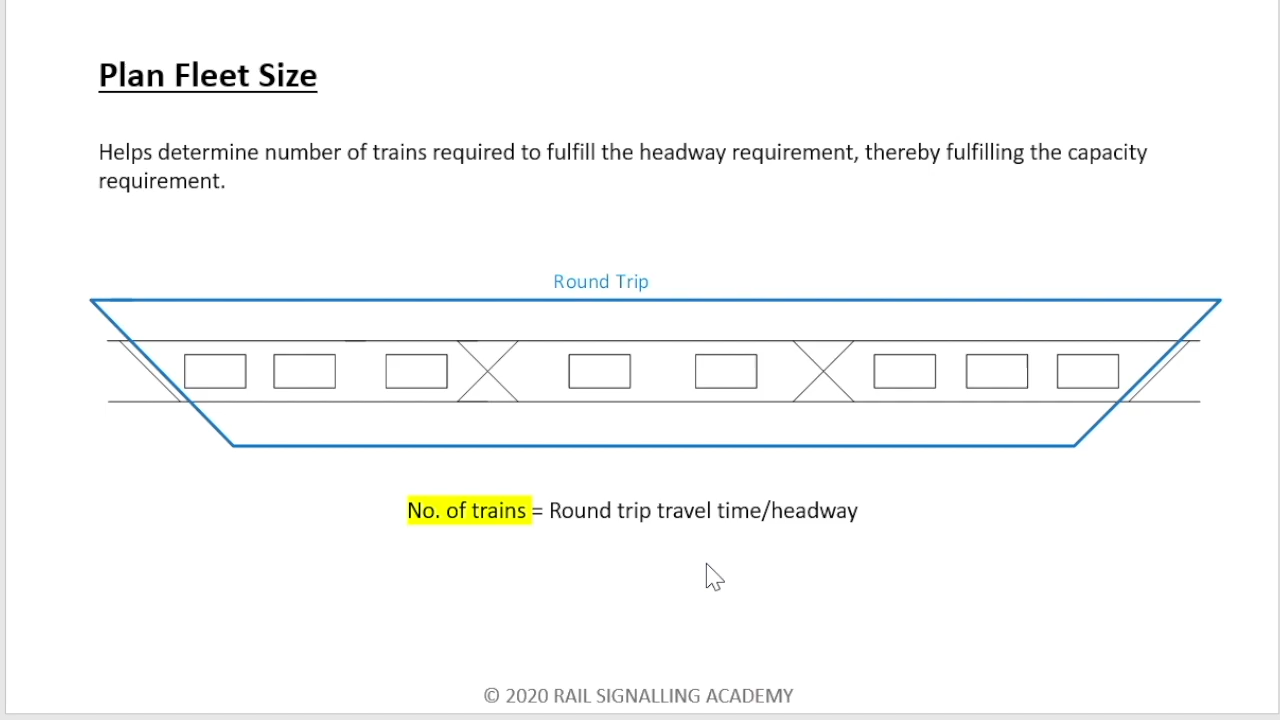 Plan Fleet Size
Helps determine number of trains required to fulfill the headway requirement, thereby fulfilling the capacity
requirement.
Round Trip
No. of trains = Round trip travel time/headway
© 2020 RAIL SIGNALLING ACADEMY